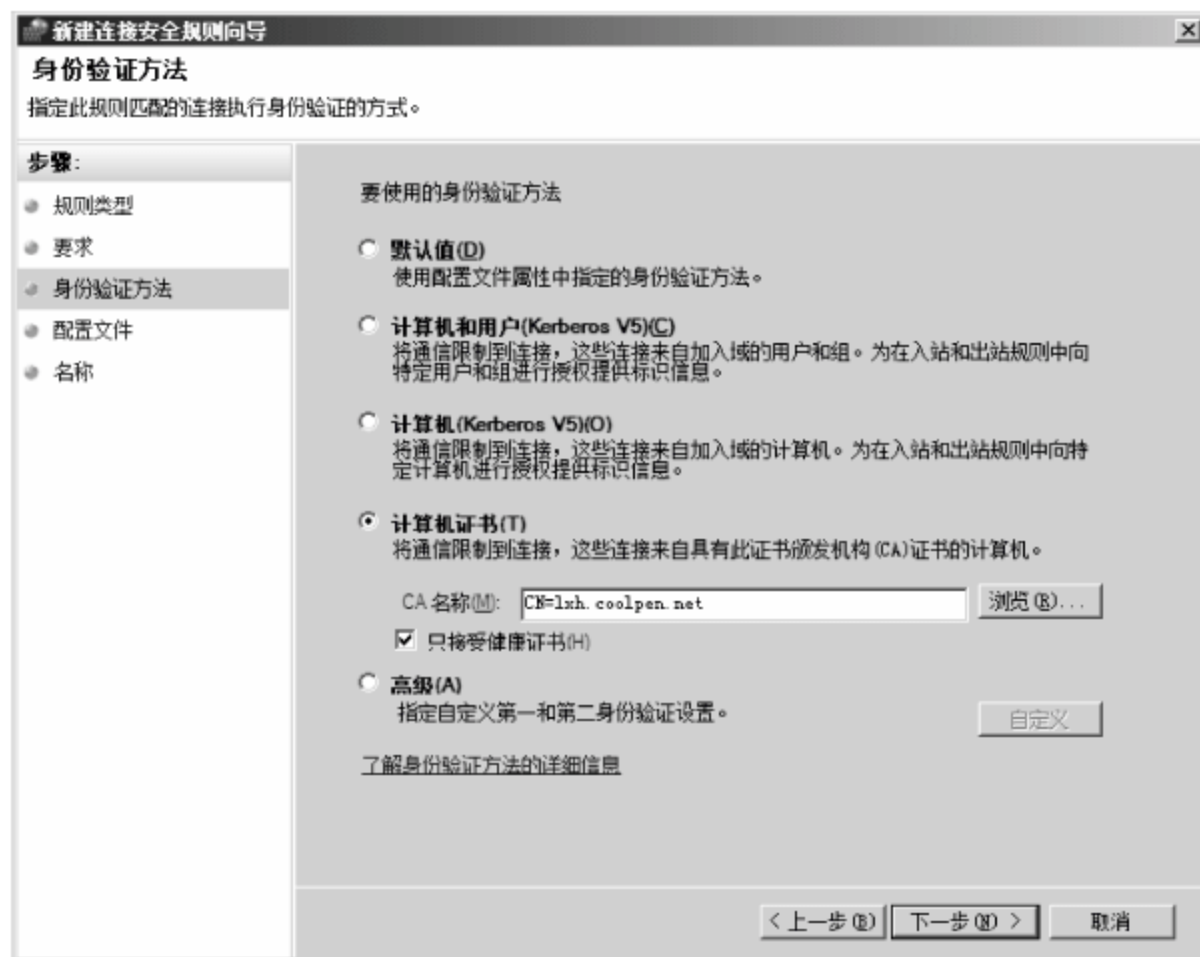 新建连接安全规则向导
身份验证方法
指定此规则匹配的连接执行身份验证的方式。
步骤:
规则类型
要求
身份验证方法
配置文件
名称
要使用的身份验证方法
默认值(D)
使用配置文件属性中指定的身份验证方法。
计算机和用户(Kerberos V5)(C)
将通信限制到连接，这些连接来自加入域的用户和组。为在入站和出站规则中向
特定用户和组进行授权提供标识信息。
计算机(Kerberos V5)(O)
将通信限制到连接，这些连接来自加入域的计算机。为在入站和出站规则中向特
定计算机进行授权提供标识信息。
计算机证书(T)
将通信限制到连接，这些连接来自具有此证书颁发机构(CA)证书的计算机。
CA 名称(M): CN=lxh.coolpen.net 浏览(R)...
只接受健康证书(H)
高级(A)
指定自定义第一和第二身份验证设置。
自定义
了解身份验证方法的详细信息
< 上一步(B) 下一步(N) > 取消